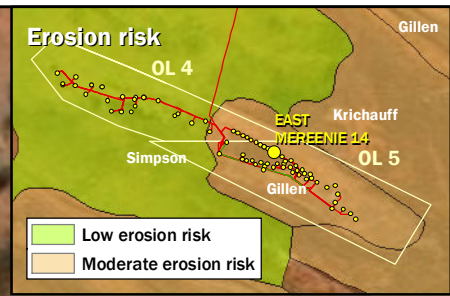 Erosion risk
Gillen
OL 4
EAST
MEREENIE 14
Krichauff
OL 5
Simpson
Gillen
Low erosion risk
Moderate erosion risk